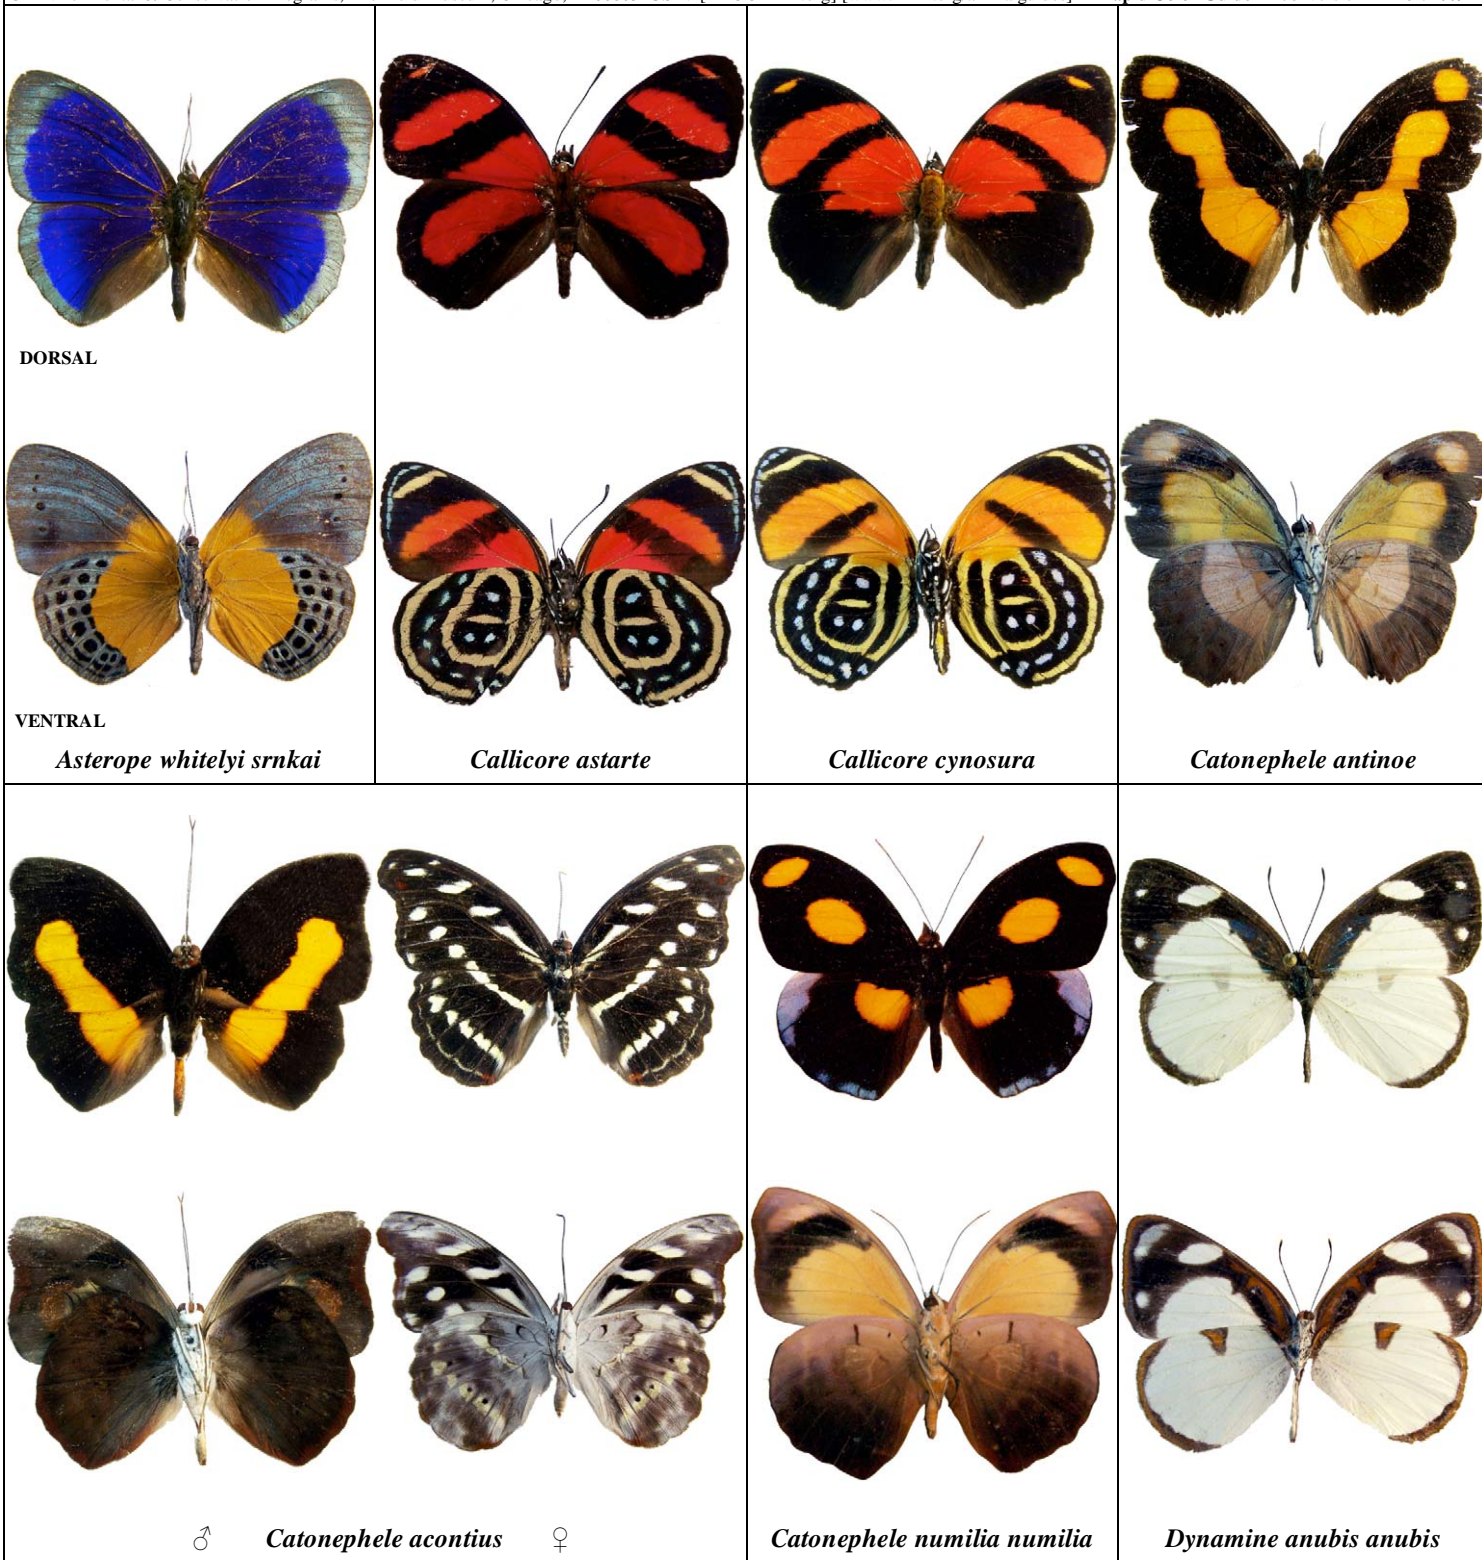 DORSAL
VENTRAL
Asterope whitelyi srnkai
Callicore astarte
Callicore cynosura
Catonephele antinoe
♂ Catonephele acontius ♀
Catonephele numilia numilia
Dynamine anubis anubis